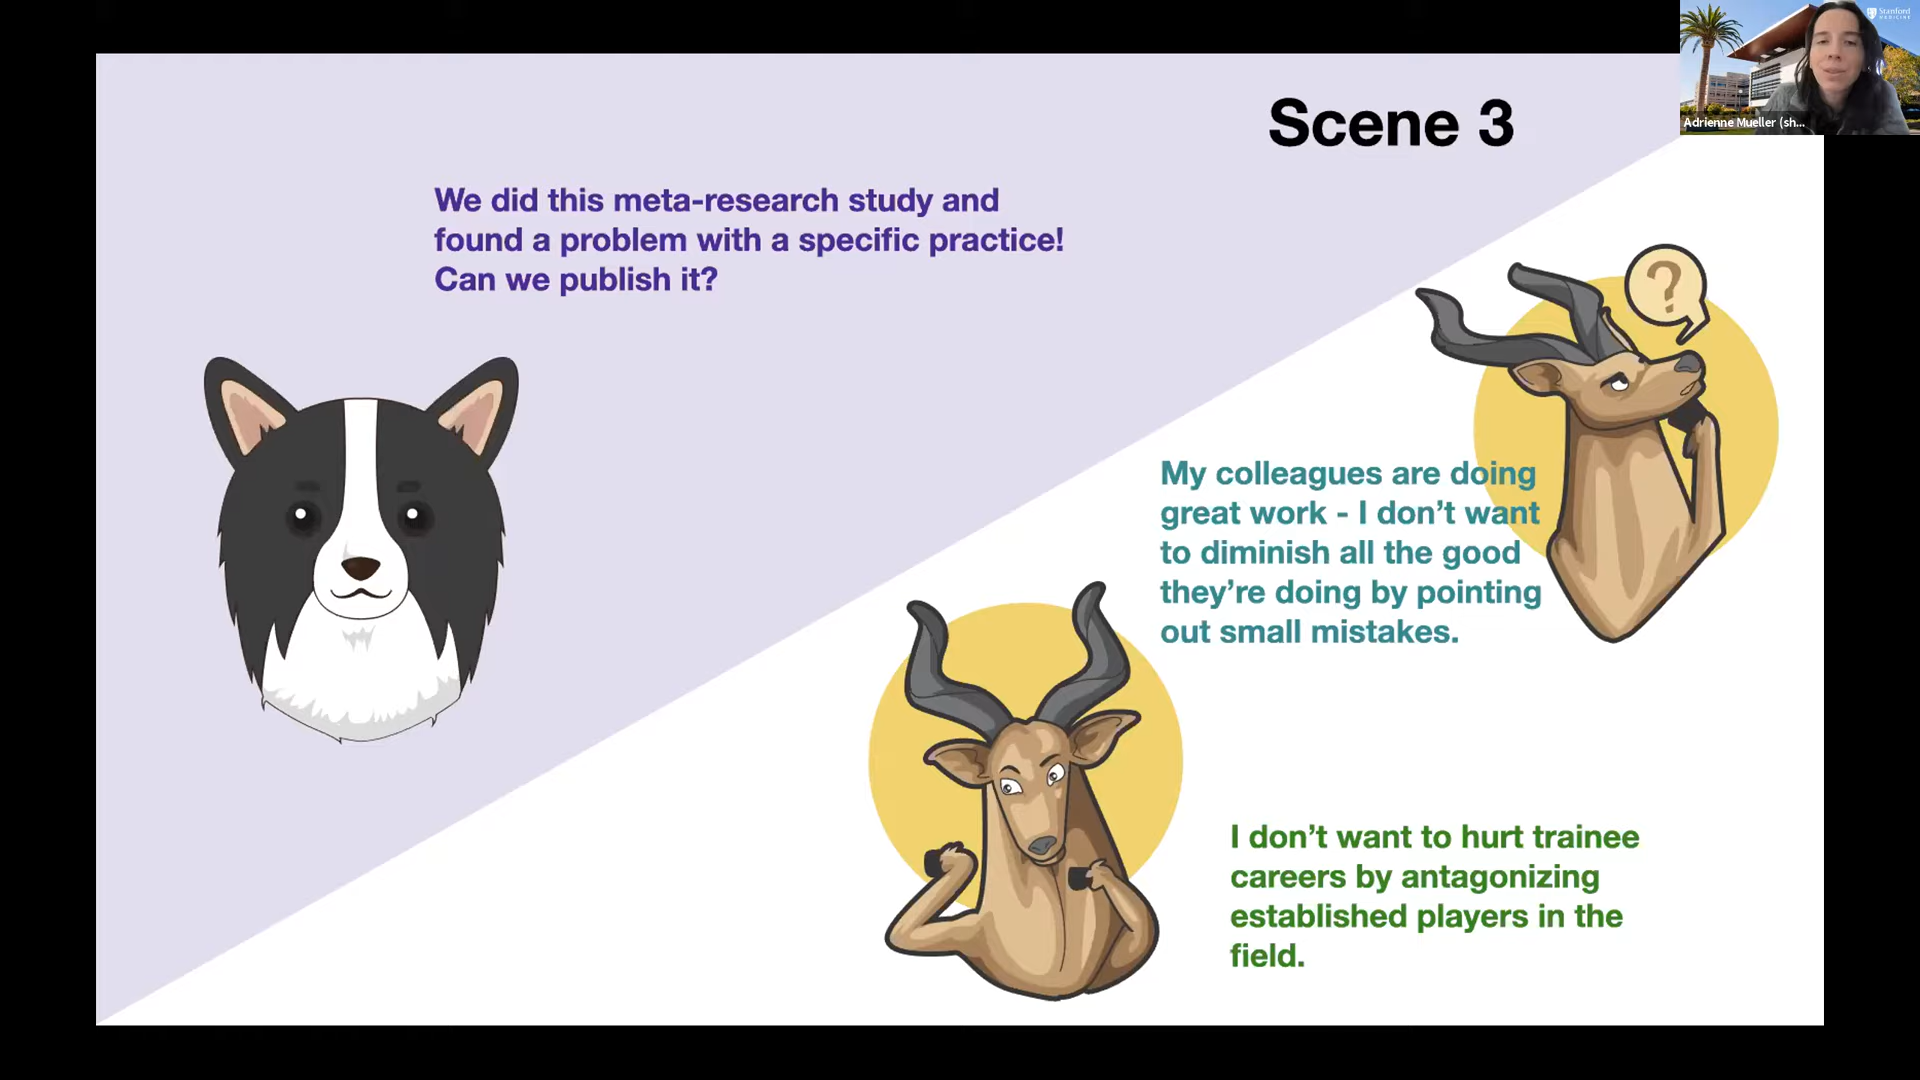 Scene 3
We did this meta-research study and
found a problem with a specific practice!
Can we publish it?
?
My colleagues are doing
great work - I don’t want
to diminish all the good
they’re doing by pointing
out small mistakes.
I don’t want to hurt trainee
careers by antagonizing
established players in the
field.
Stanford
MEDICINE
Adrienne Mueller (sh...